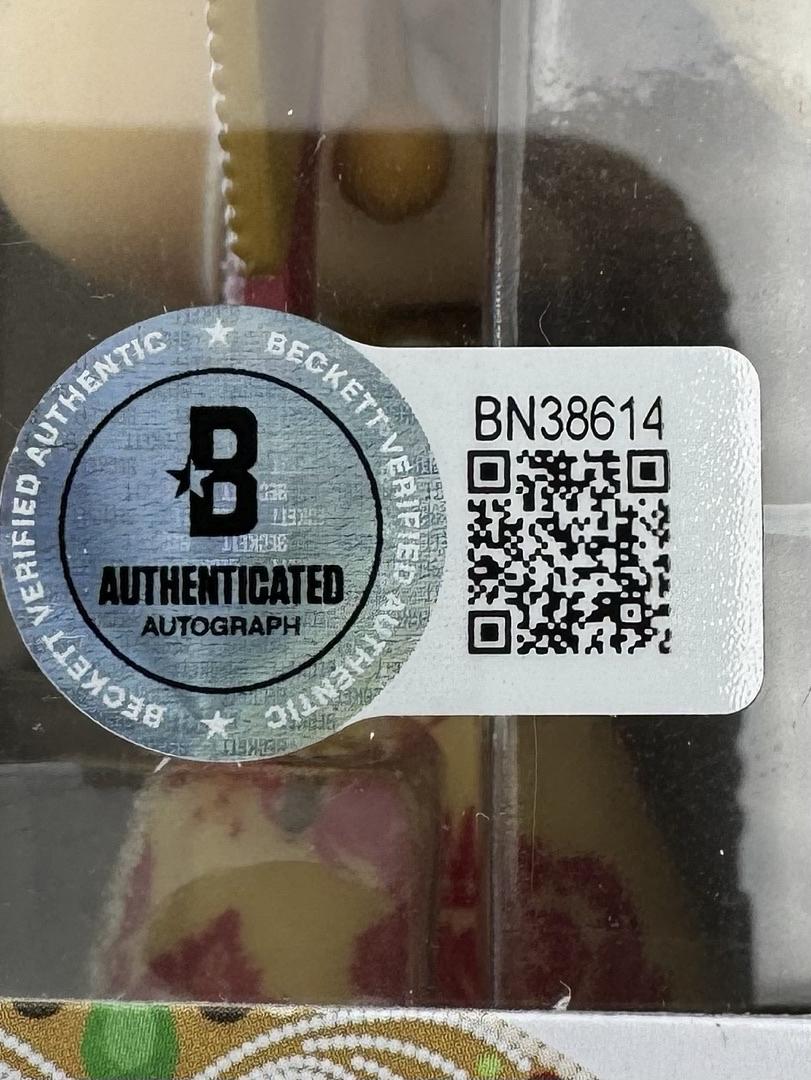 BECKETT VERIFIED AUTHENTIC ★ BECKETT VERIFIED AUTHENTIC ★
B
AUTHENTICATED
AUTOGRAPH
BN38614